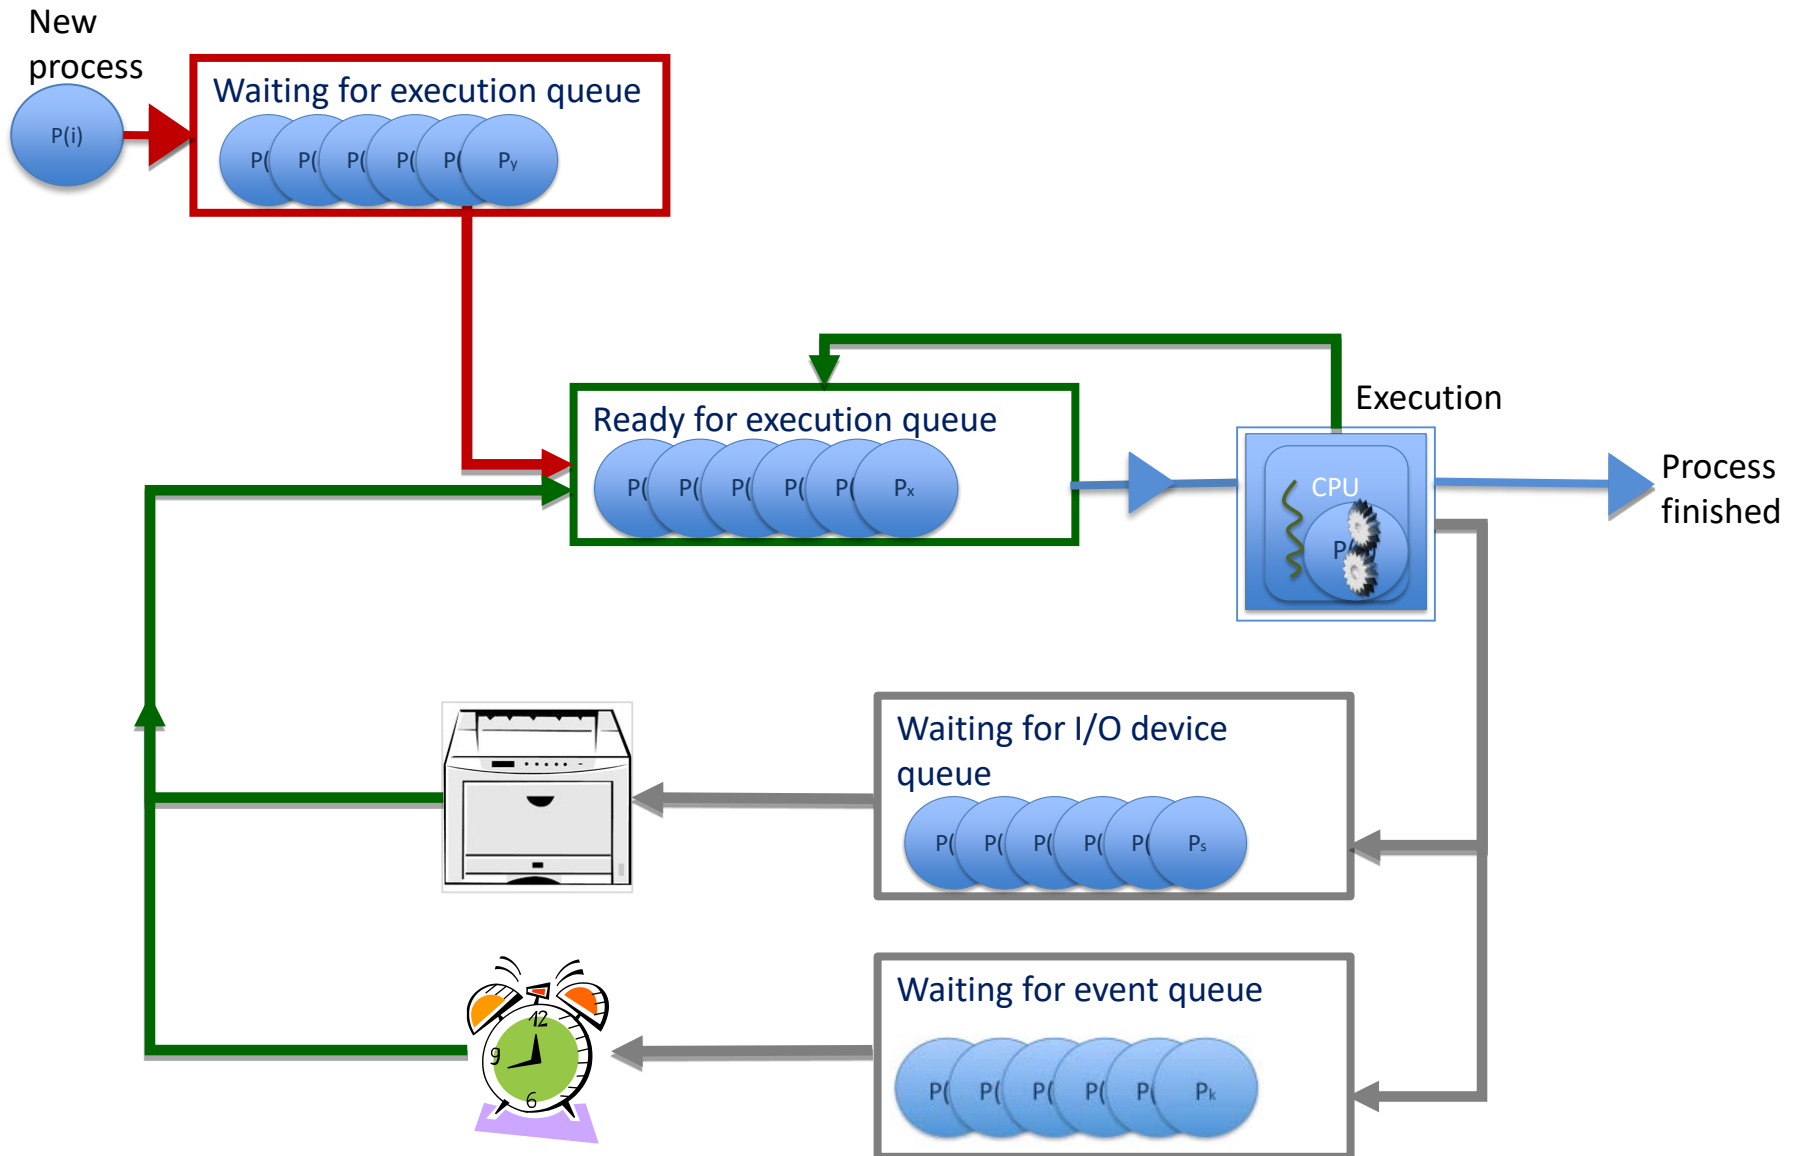 New
process
P(i)
Waiting for execution queue
P( P( P( P( P( Py
Ready for execution queue
P( P( P( P( P( Px
Execution
CPU
P(
Process
finished
Waiting for I/O device
queue
P( P( P( P( P( Ps
Waiting for event queue
P( P( P( P( P( Pk
12
9
6